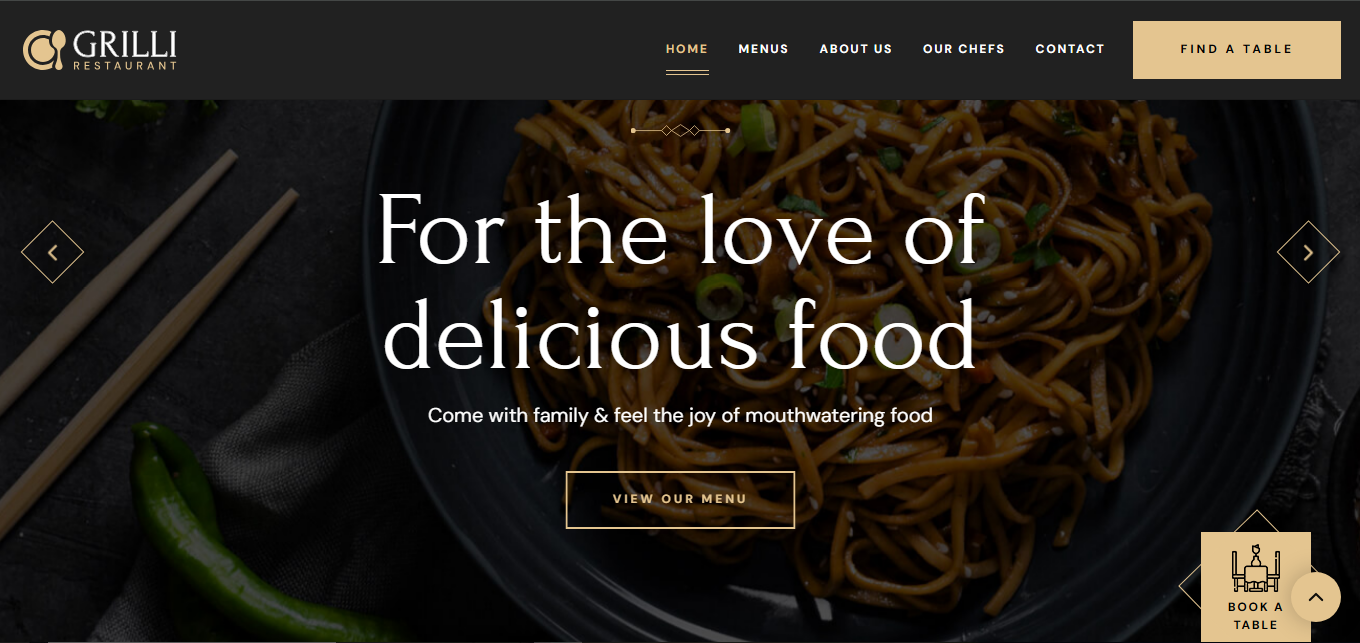 GRILLI
RESTAURANT
HOME
MENUS
ABOUT US
OUR CHEFS
CONTACT
FIND A TABLE
For the love of
delicious food
Come with family & feel the joy of mouthwatering food
VIEW OUR MENU
BOOK A
TABLE